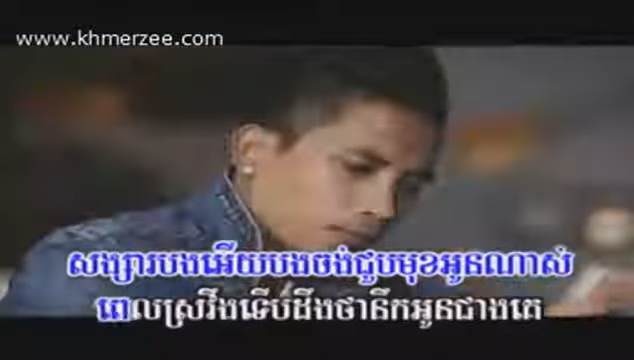 www.khmerzee.com
សង្សារបងអើយបងចង់ជួបមុខអូនណាស់
ពេលស្រវឹងទើបដឹងថានឹកអូនជាងគេ